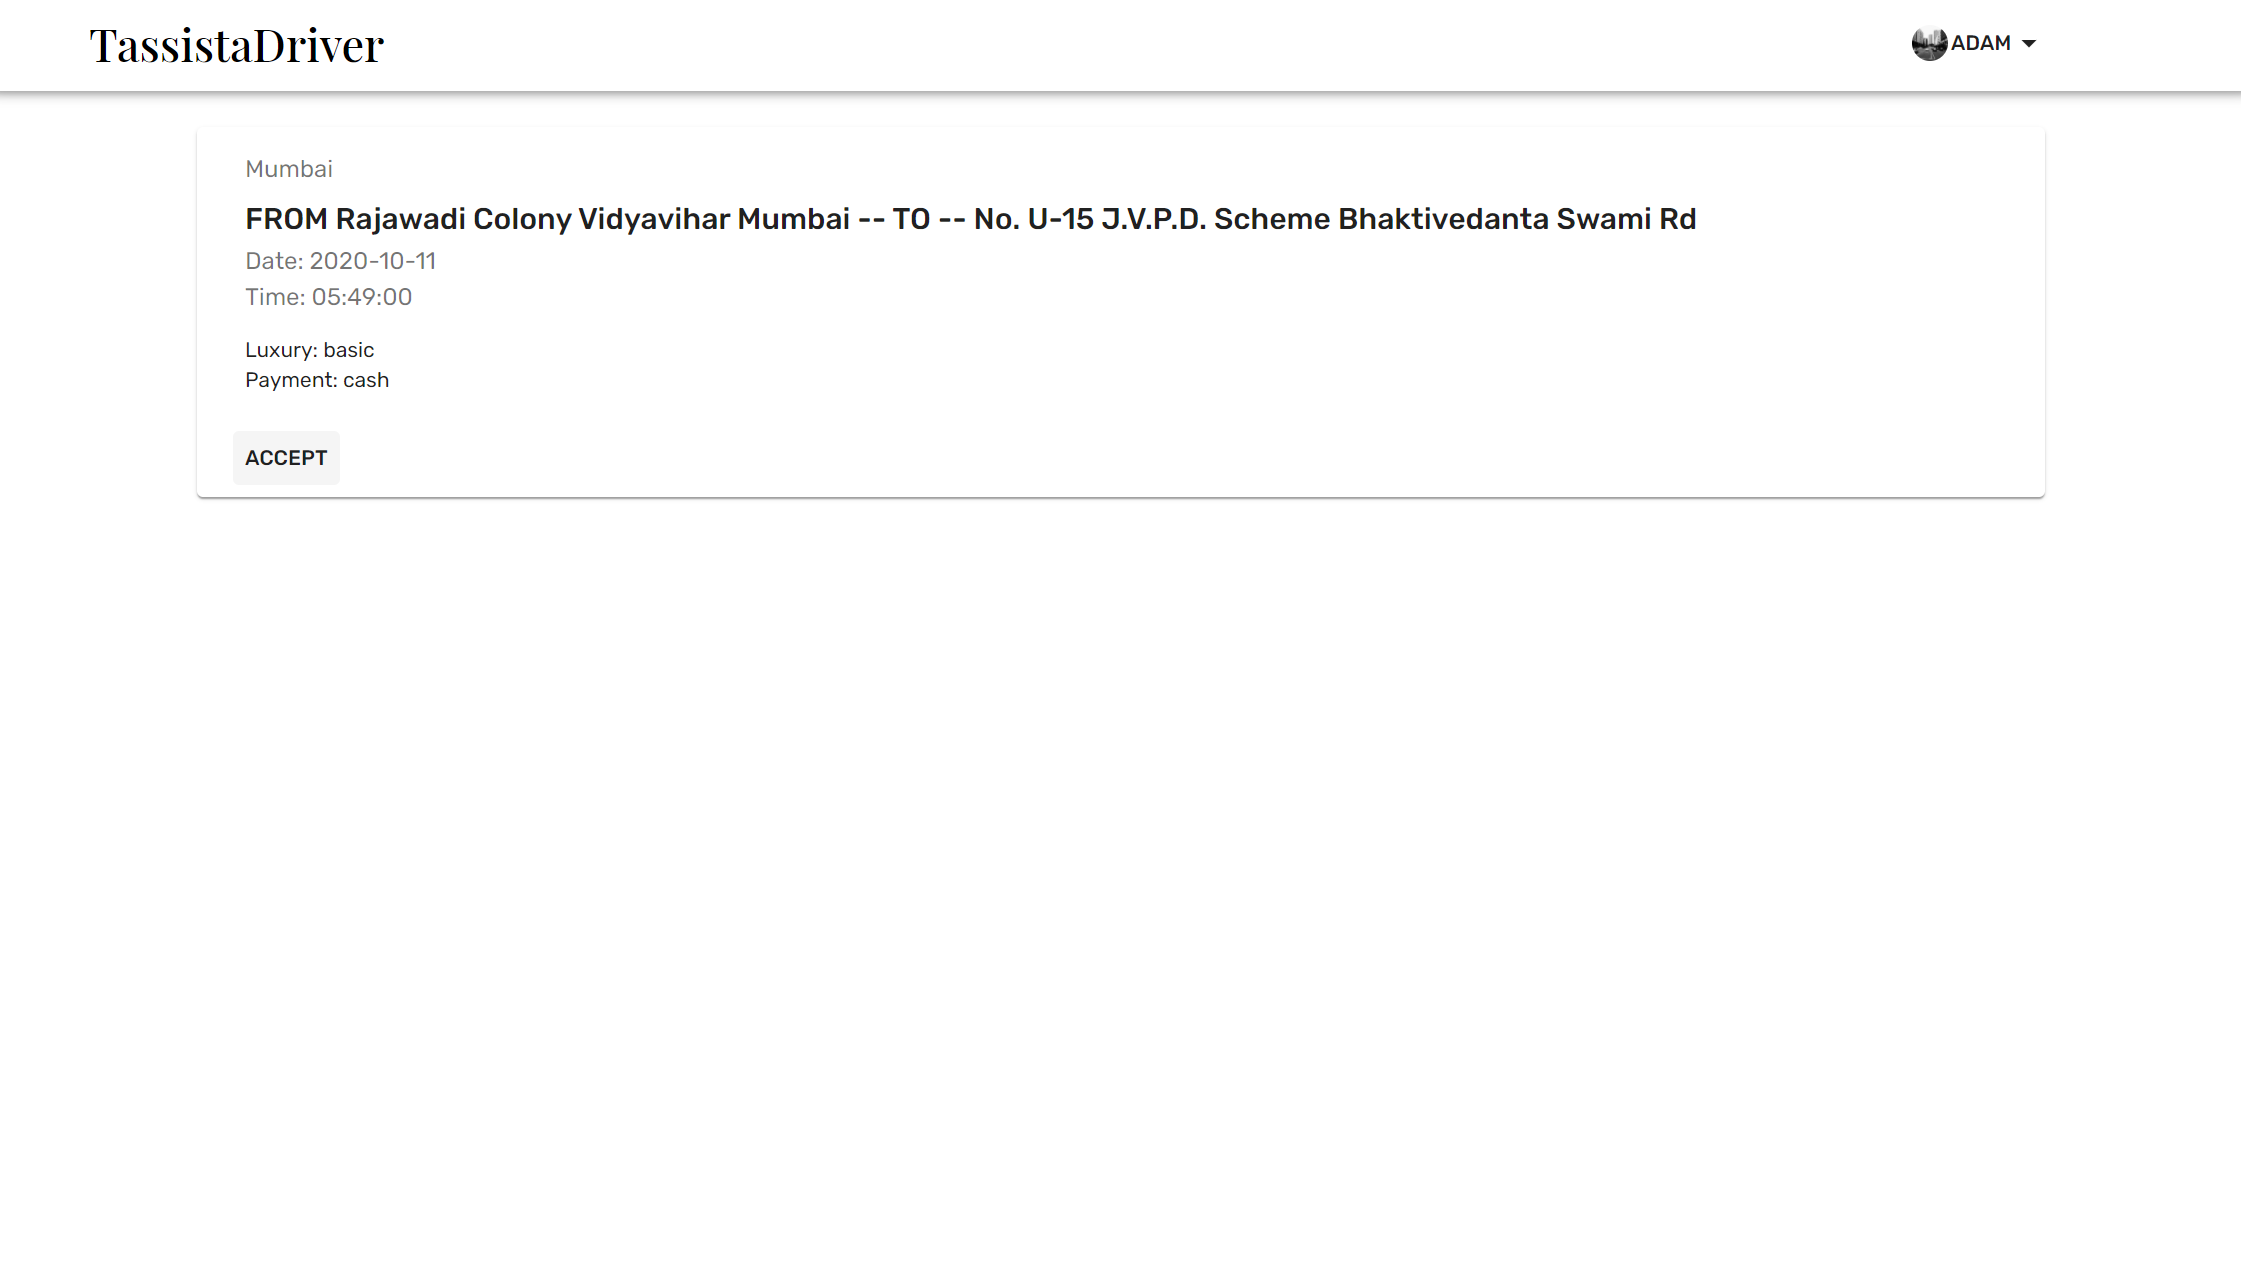 TassistaDriver
ADAM
Mumbai
FROM Rajawadi Colony Vidyavihar Mumbai -- TO -- No. U-15 J.V.P.D. Scheme Bhaktivedanta Swami Rd
Date: 2020-10-11
Time: 05:49:00
Luxury: basic
Payment: cash
ACCEPT